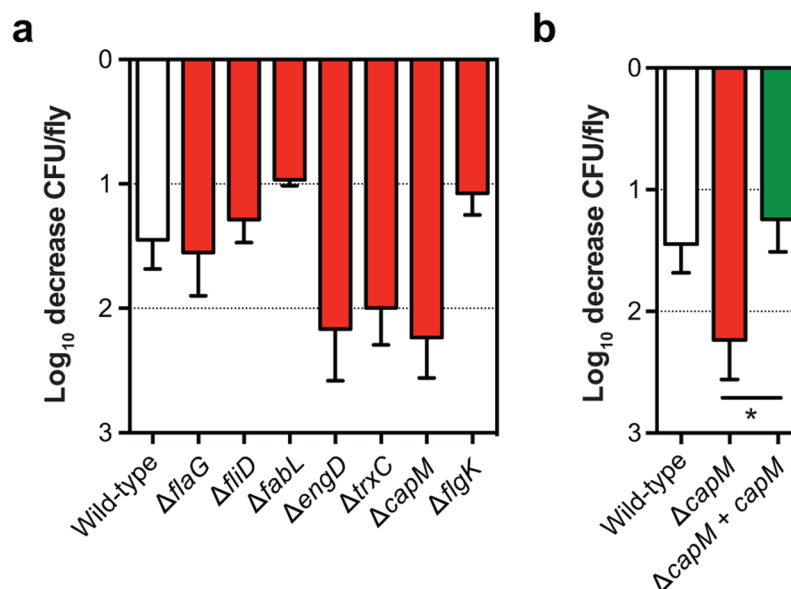 a
Log10 decrease CFU/fly
0
1
2
3
Wild-type
ΔflaG
ΔfliD
ΔfabL
ΔengD
ΔtrxC
ΔcapM
ΔflgK
b
Log10 decrease CFU/fly
0
1
2
3
*
Wild-type
ΔcapM
ΔcapM + capM